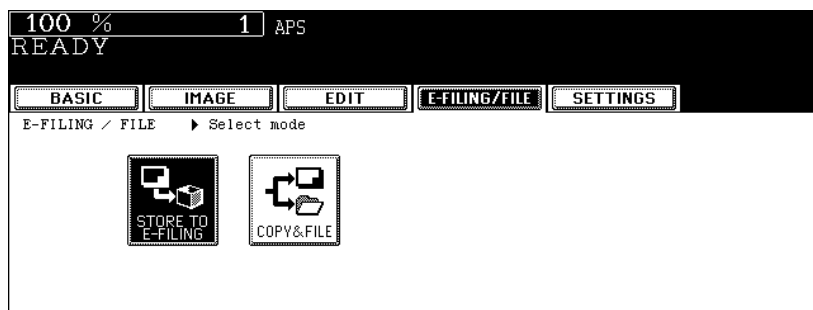 100 % 1 APS
READY
BASIC IMAGE EDIT E-FILING/FILE SETTINGS
E-FILING / FILE ▶ Select mode
STORE TO
E-FILING
COPY&FILE